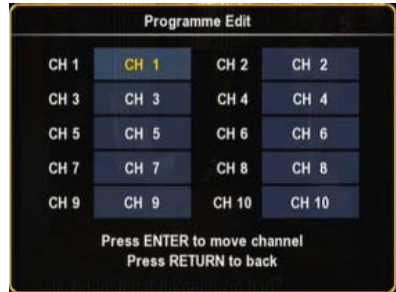 Programme Edit
CH 1 CH 1 CH 2 CH 2
CH 3 CH 3 CH 4 CH 4
CH 5 CH 5 CH 6 CH 6
CH 7 CH 7 CH 8 CH 8
CH 9 CH 9 CH 10 CH 10
Press ENTER to move channel
Press RETURN to back